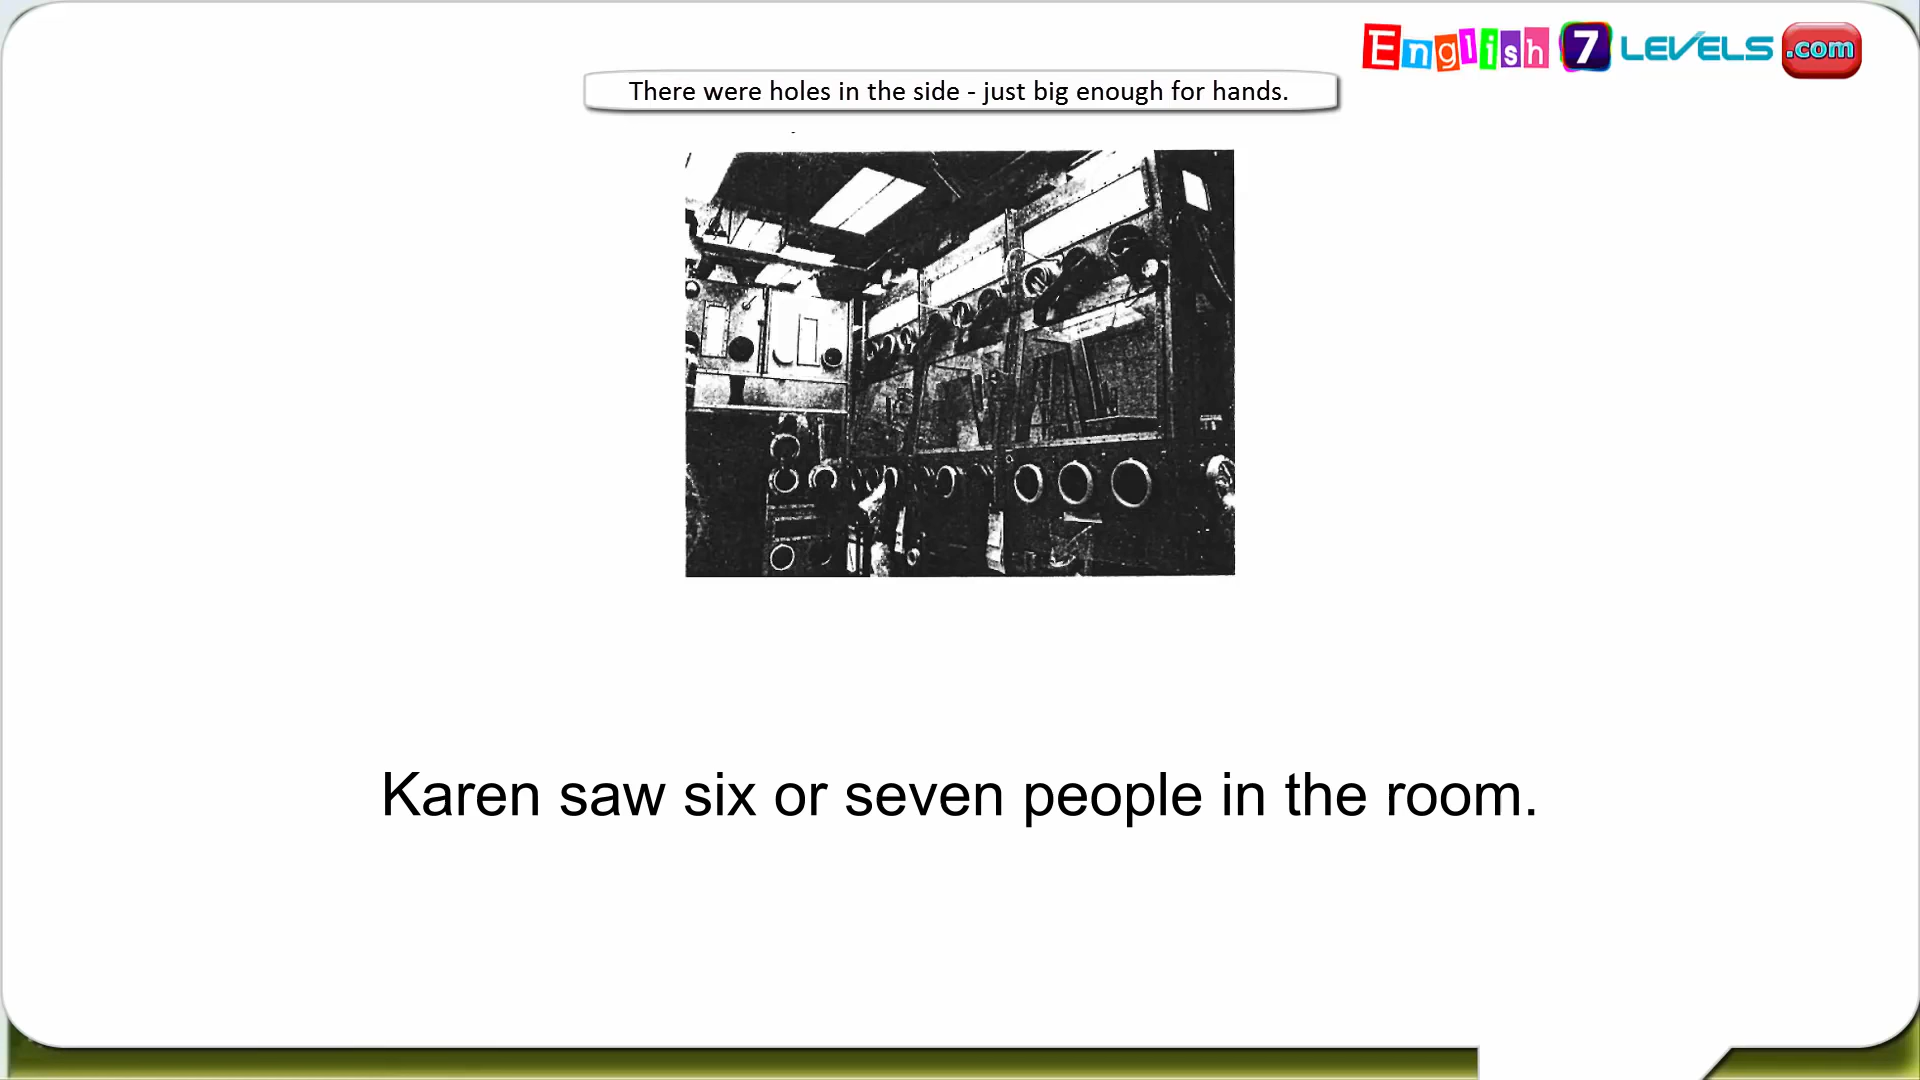 English 7 LEVELS .com
There were holes in the side - just big enough for hands.
Karen saw six or seven people in the room.